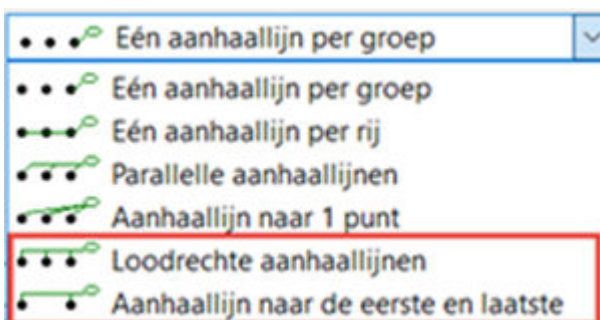 Eén aanhaallijn per groep
Eén aanhaallijn per groep
Eén aanhaallijn per rij
Parallelle aanhaallijnen
Aanhaallijn naar 1 punt
Loodrechte aanhaallijnen
Aanhaallijn naar de eerste en laatste